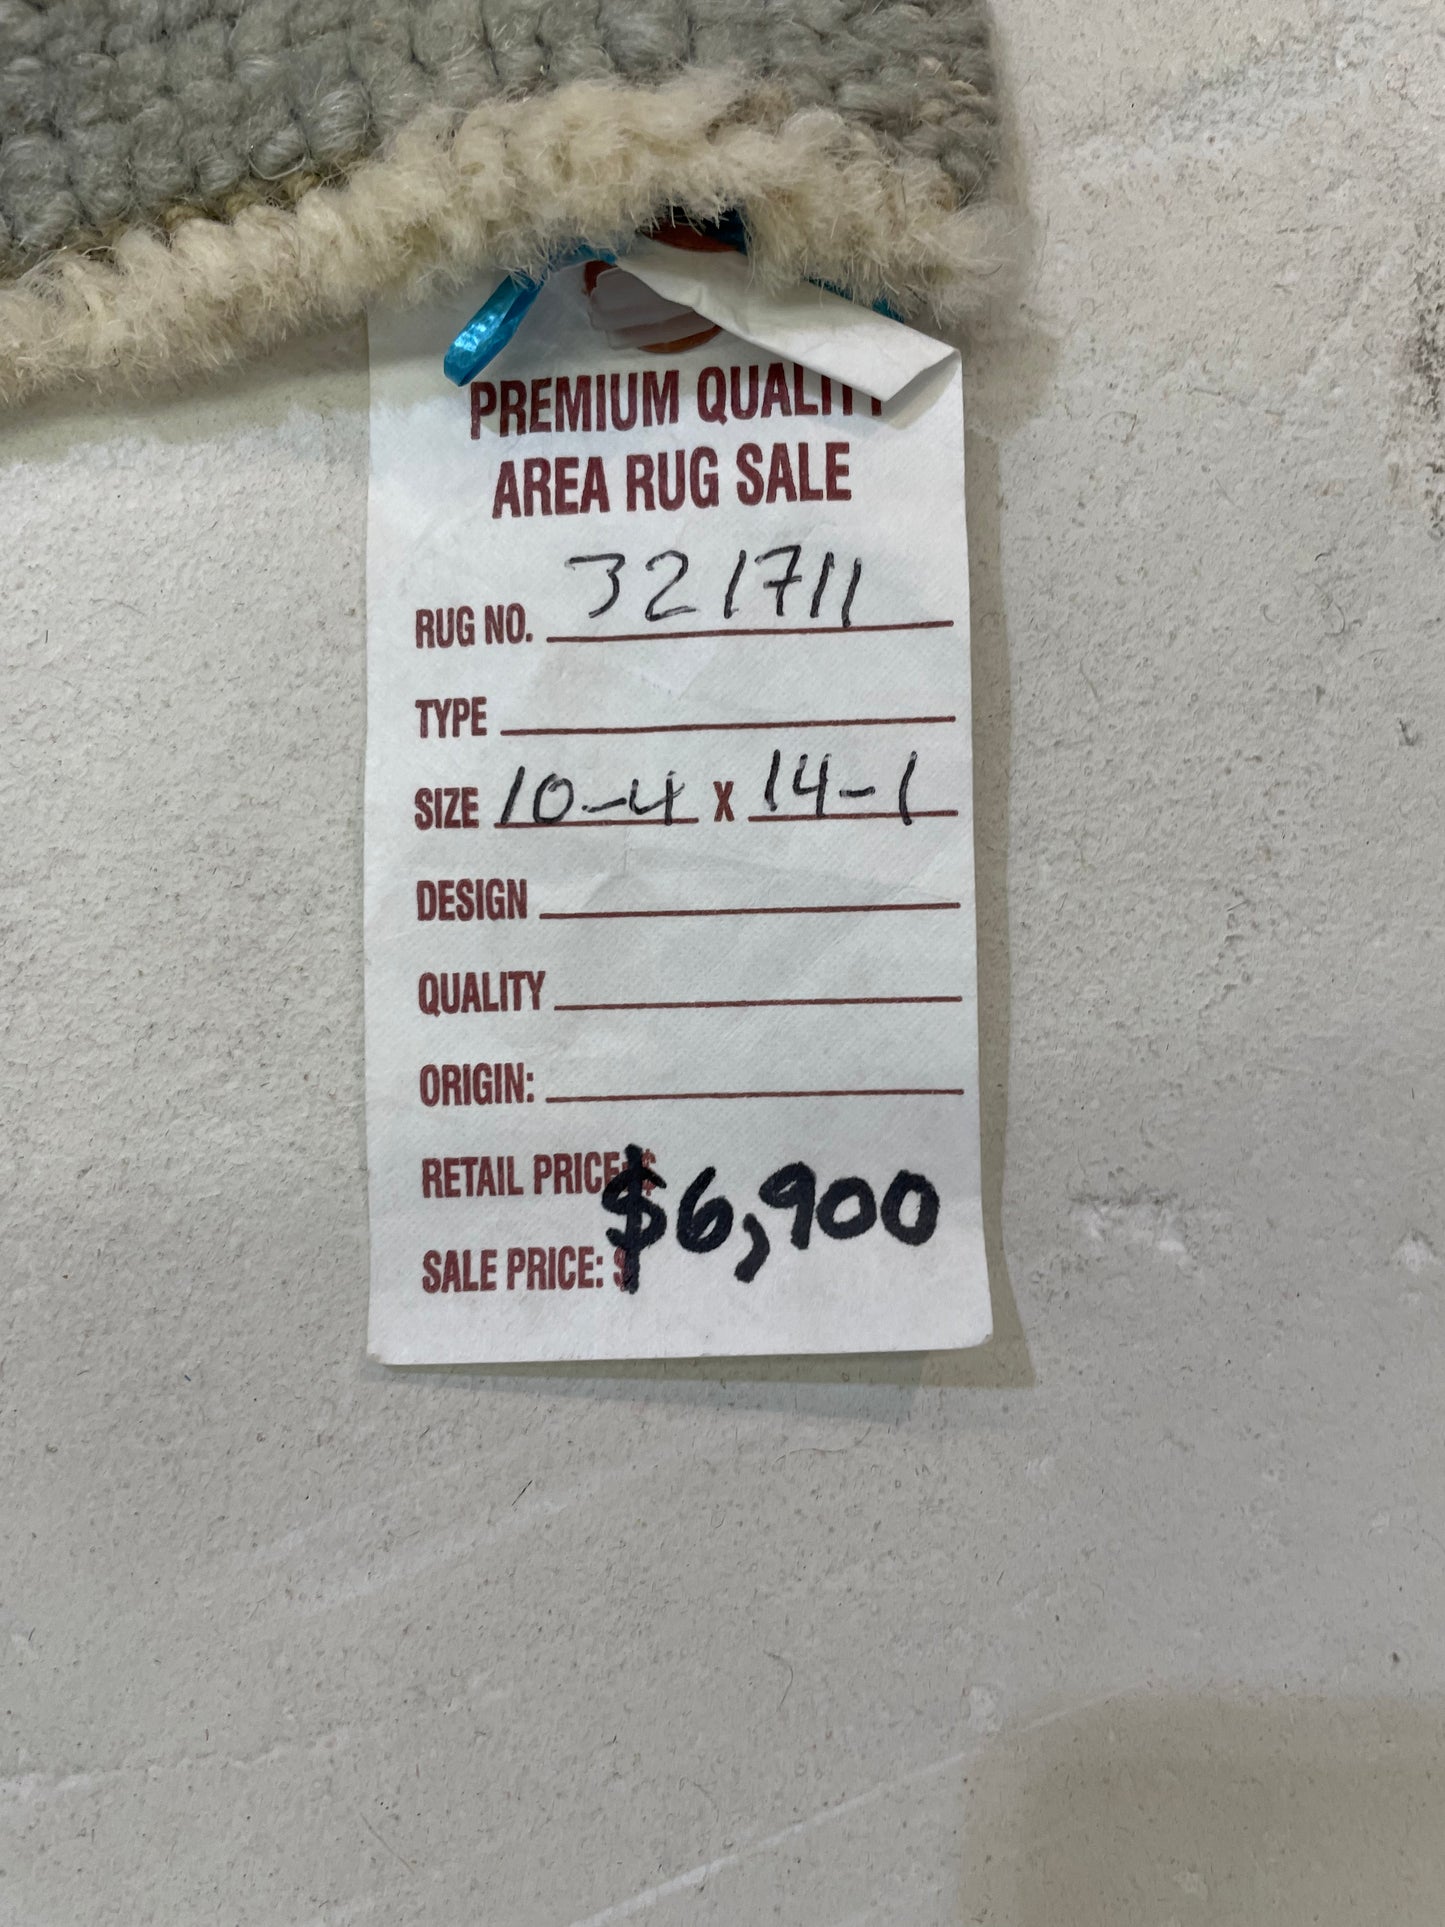 PREMIUM QUALITY
AREA RUG SALE
RUG NO. 321711
TYPE
SIZE 10-4 X 14-1
DESIGN
QUALITY
ORIGIN:
RETAIL PRICE: $
$6,900
SALE PRICE: $